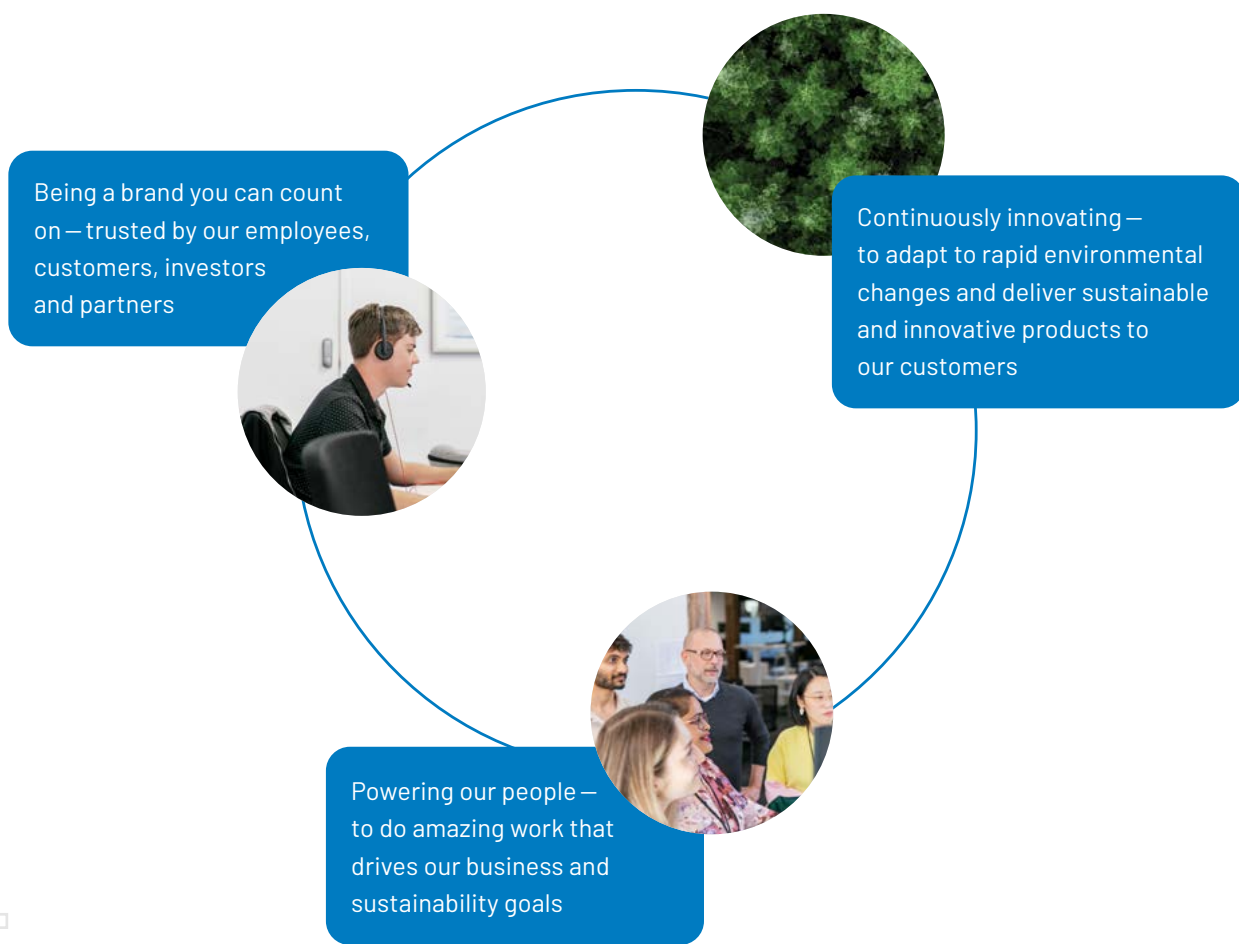 Being a brand you can count
on — trusted by our employees,
customers, investors
and partners
Continuously innovating —
to adapt to rapid environmental
changes and deliver sustainable
and innovative products to
our customers
Powering our people —
to do amazing work that
drives our business and
sustainability goals